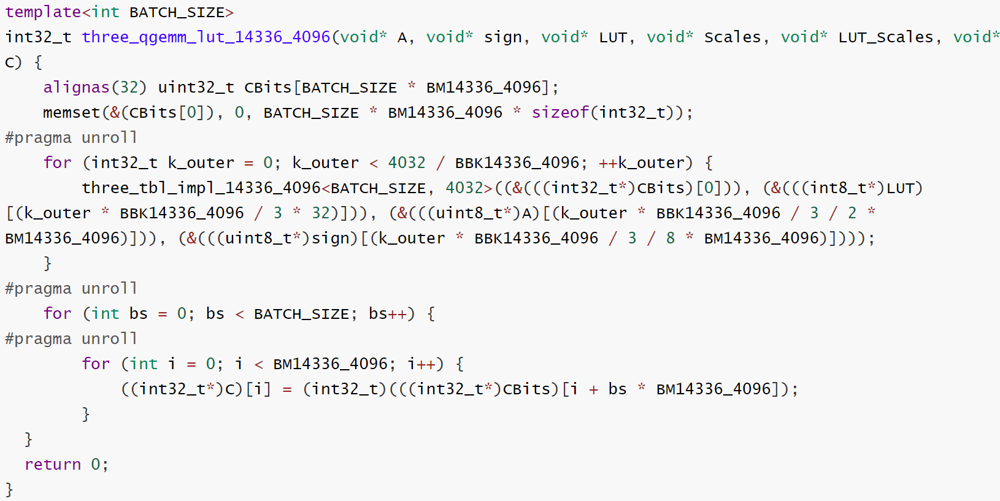 template<int BATCH_SIZE>
int32_t three_qgemm_lut_14336_4096(void* A, void* sign, void* LUT, void* Scales, void* LUT_Scales, void*
C) {
    alignas(32) uint32_t CBits[BATCH_SIZE * BM14336_4096];
    memset(&(CBits[0]), 0, BATCH_SIZE * BM14336_4096 * sizeof(int32_t));
#pragma unroll
    for (int32_t k_outer = 0; k_outer < 4032 / BBK14336_4096; ++k_outer) {
        three_tbl_impl_14336_4096<BATCH_SIZE, 4032>((&(((int32_t*)CBits)[0])), (&(((int8_t*)LUT)
[(k_outer * BBK14336_4096 / 3 * 32)])), (&(((uint8_t*)A)[(k_outer * BBK14336_4096 / 3 / 2 *
BM14336_4096)])), (&(((uint8_t*)sign)[(k_outer * BBK14336_4096 / 3 / 8 * BM14336_4096)])));
    }
#pragma unroll
    for (int bs = 0; bs < BATCH_SIZE; bs++) {
#pragma unroll
        for (int i = 0; i < BM14336_4096; i++) {
            ((int32_t*)C)[i] = (int32_t)(((int32_t*)CBits)[i + bs * BM14336_4096]);
        }
  }
  return 0;
}